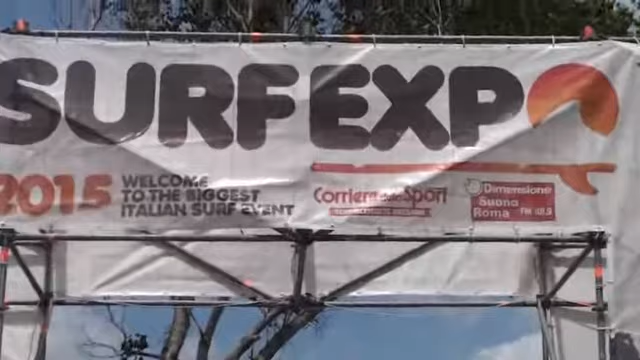 SURFEXPO
2015
WELCOME
TO THE BIGGEST
ITALIAN SURF EVENT
Corriere dello Sport
Dimensione
Suono
Roma